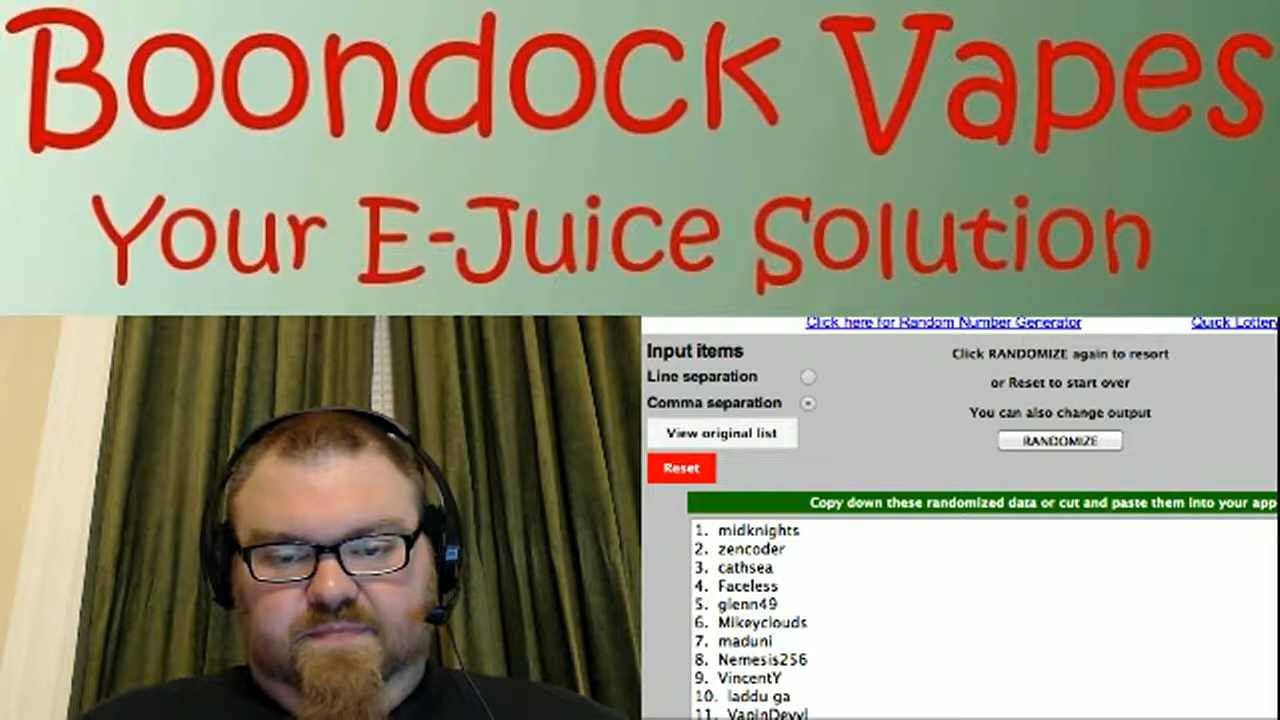 Boondock Vapes
Your E-Juice Solution
Click here for Random Number Generator
Quick Lottery
Input items
Line separation
Comma separation
View original list
Reset
Click RANDOMIZE again to resort
or Reset to start over
You can also change output
RANDOMIZE
Copy down these randomized data or cut and paste them into your app
1. midknights
2. zencoder
3. cathsea
4. Faceless
5. glenn49
6. Mikeyclouds
7. maduni
8. Nemesis256
9. VincentY
10. laddu ga
11. VapinDevyl